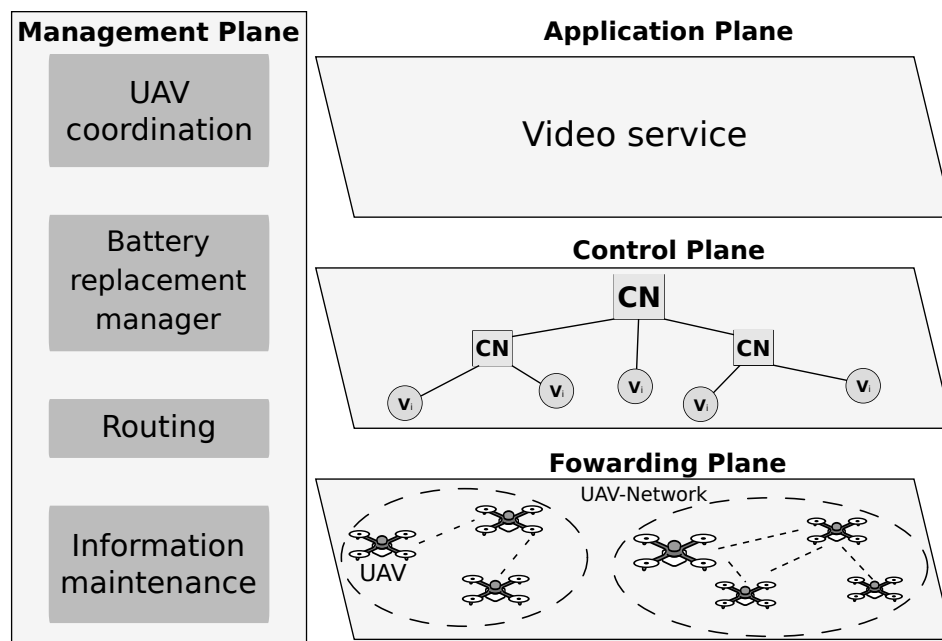 Management Plane
UAV
coordination
Battery
replacement
manager
Routing
Information
maintenance
Application Plane
Video service
Control Plane
CN
CN
CN
Vi
Vi
Vi
Vi
Vi
Fowarding Plane
UAV-Network
UAV